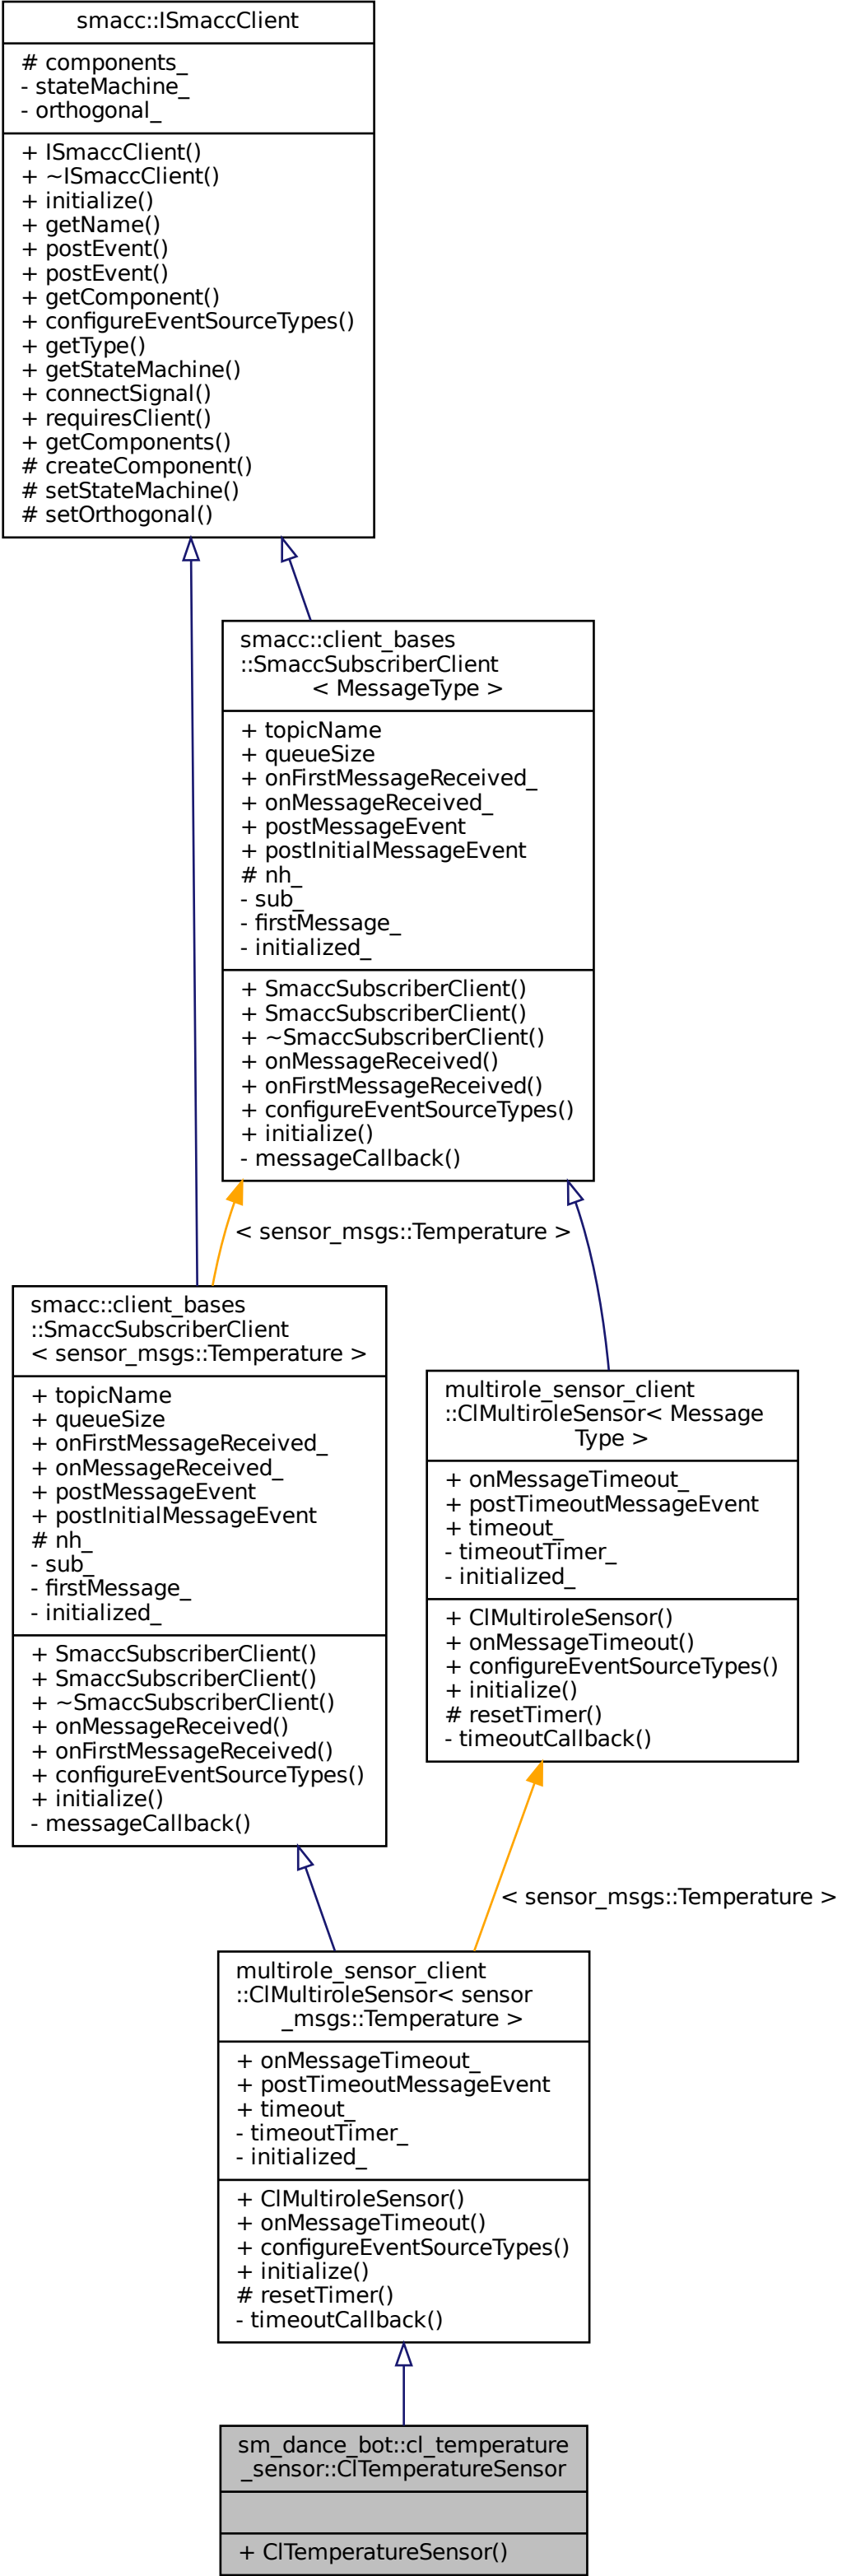 smacc::ISmaccClient
# components_
- stateMachine_
- orthogonal_
+ ISmaccClient()
+ ~ISmaccClient()
+ initialize()
+ getName()
+ postEvent()
+ postEvent()
+ getComponent()
+ configureEventSourceTypes()
+ getType()
+ getStateMachine()
+ connectSignal()
+ requiresClient()
+ getComponents()
# createComponent()
# setStateMachine()
# setOrthogonal()
smacc::client_bases
::SmaccSubscriberClient
< MessageType >
+ topicName
+ queueSize
+ onFirstMessageReceived_
+ onMessageReceived_
+ postMessageEvent
+ postInitialMessageEvent
# nh_
- sub_
- firstMessage_
- initialized_
+ SmaccSubscriberClient()
+ SmaccSubscriberClient()
+ ~SmaccSubscriberClient()
+ onMessageReceived()
+ onFirstMessageReceived()
+ configureEventSourceTypes()
+ initialize()
- messageCallback()
< sensor_msgs::Temperature >
smacc::client_bases
::SmaccSubscriberClient
< sensor_msgs::Temperature >
+ topicName
+ queueSize
+ onFirstMessageReceived_
+ onMessageReceived_
+ postMessageEvent
+ postInitialMessageEvent
# nh_
- sub_
- firstMessage_
- initialized_
+ SmaccSubscriberClient()
+ SmaccSubscriberClient()
+ ~SmaccSubscriberClient()
+ onMessageReceived()
+ onFirstMessageReceived()
+ configureEventSourceTypes()
+ initialize()
- messageCallback()
multirole_sensor_client
::ClMultiroleSensor< Message
Type >
+ onMessageTimeout_
+ postTimeoutMessageEvent
+ timeout_
- timeoutTimer_
- initialized_
+ ClMultiroleSensor()
+ onMessageTimeout()
+ configureEventSourceTypes()
+ initialize()
# resetTimer()
- timeoutCallback()
< sensor_msgs::Temperature >
multirole_sensor_client
::ClMultiroleSensor< sensor
_msgs::Temperature >
+ onMessageTimeout_
+ postTimeoutMessageEvent
+ timeout_
- timeoutTimer_
- initialized_
+ ClMultiroleSensor()
+ onMessageTimeout()
+ configureEventSourceTypes()
+ initialize()
# resetTimer()
- timeoutCallback()
sm_dance_bot::cl_temperature
_sensor::ClTemperatureSensor
+ ClTemperatureSensor()